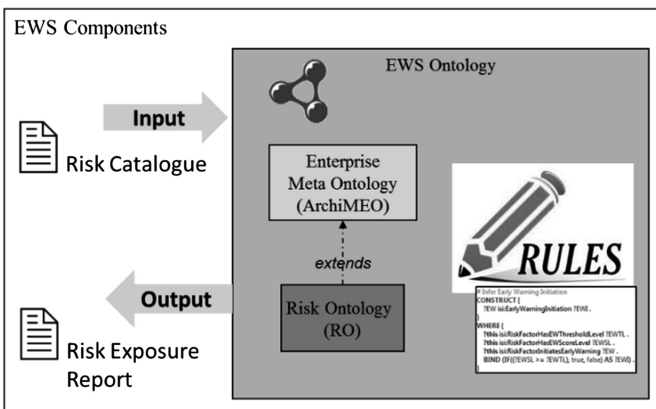 EWS Components
EWS Ontology
Input
Risk Catalogue
Enterprise
Meta Ontology
(ArchiMEO)
extends
Risk Ontology
(RO)
Output
Risk Exposure
Report
RULES
# Infer Early Warning Initiation
CONSTRUCT {
?EW isi:EarlyWarningInitiation ?EWI .
}
WHERE {
?this isi:RiskFactorHasEWThresholdLevel ?EWTL .
?this isi:RiskFactorHasEWScoreLevel ?EWSL .
?this isi:RiskFactorInitiatesEarlyWarning ?EW .
BIND (IF((?EWSL >= ?EWTL), true, false) AS ?EWI) .
}